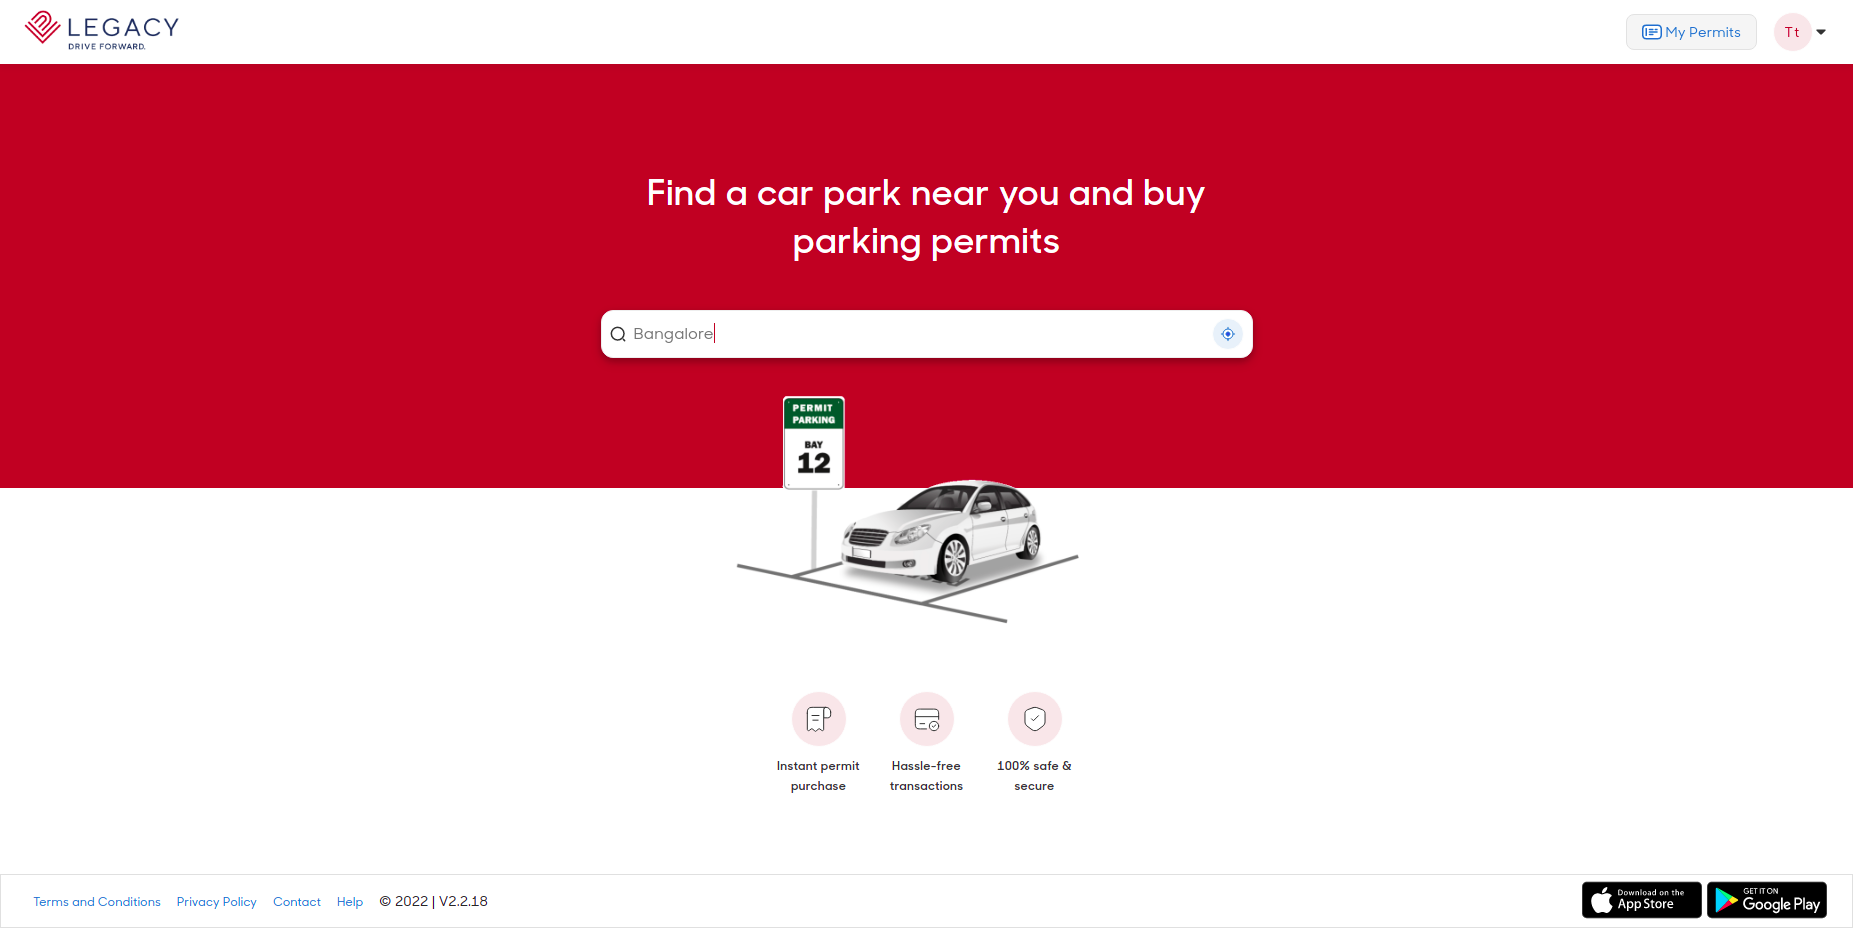 LEGACY
DRIVE FORWARD.
My Permits
Tt
Find a car park near you and buy
parking permits
Bangalore
PERMIT
PARKING
BAY
12
Instant permit
purchase
Hassle-free
transactions
100% safe &
secure
Terms and Conditions Privacy Policy Contact Help © 2022 | V2.2.18
Download on the
App Store
GET IT ON
Google Play